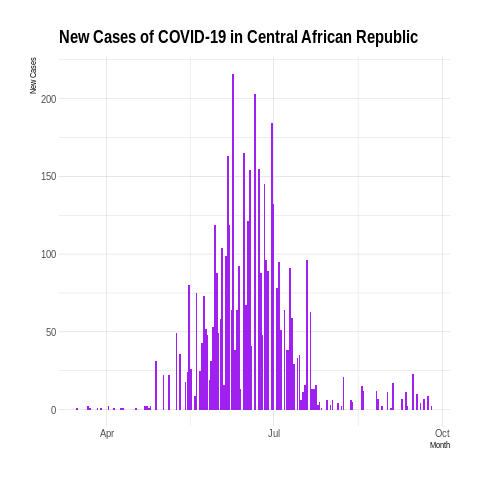 New Cases of COVID-19 in Central African Republic
New Cases
200
150
100
50
0
Apr
Jul
Oct
Month